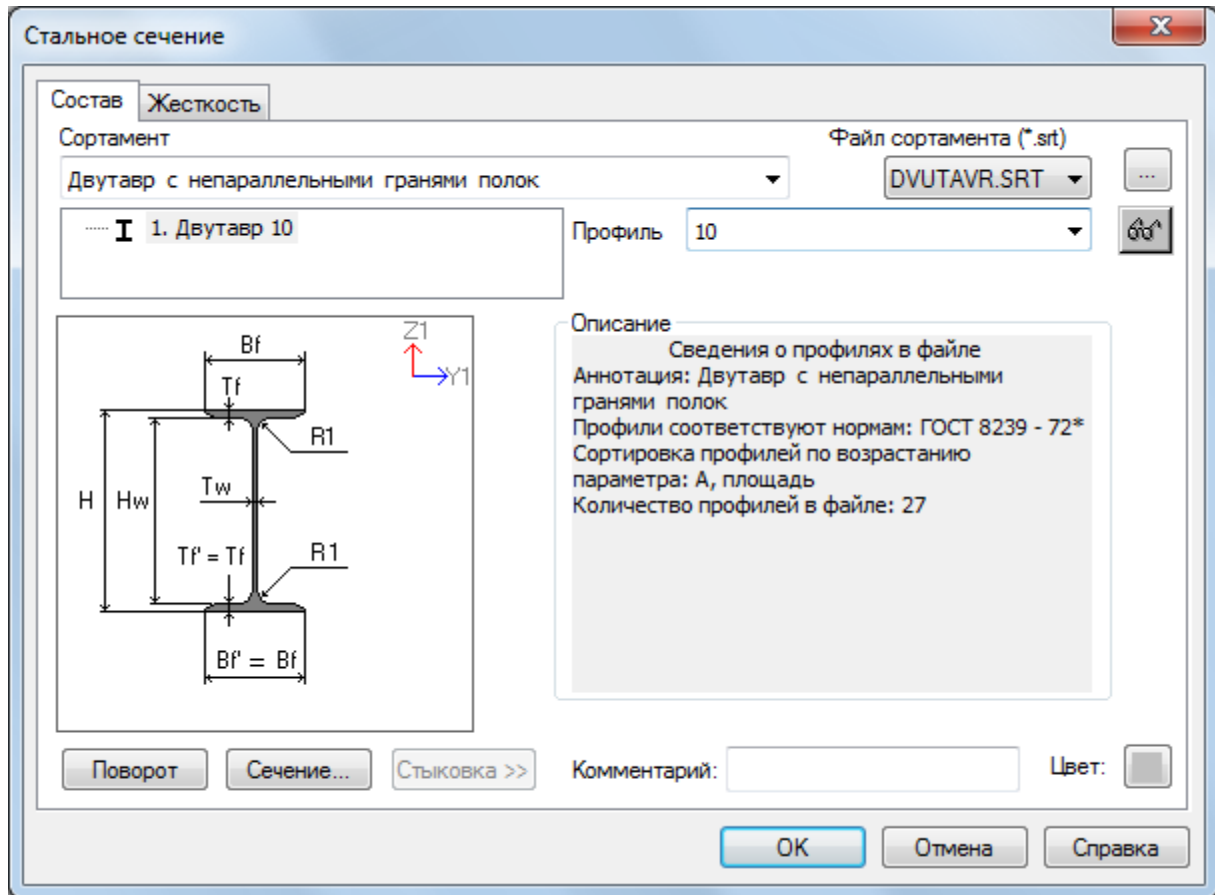 Стальное сечение
Состав Жесткость
Сортамент Файл сортамента (*.srt)
Двутавр с непараллельными гранями полок DVUTAVR.SRT ...
1. Двутавр 10 Профиль 10
Z1
Y1
Bf
Tf
R1
H Hw Tw
Tf' = Tf R1
Bf' = Bf
Описание
Сведения о профилях в файле
Аннотация: Двутавр с непараллельными
гранями полок
Профили соответствуют нормам: ГОСТ 8239 - 72*
Сортировка профилей по возрастанию
параметра: A, площадь
Количество профилей в файле: 27
Поворот Сечение... Стыковка >> Комментарий: Цвет:
OK Отмена Справка